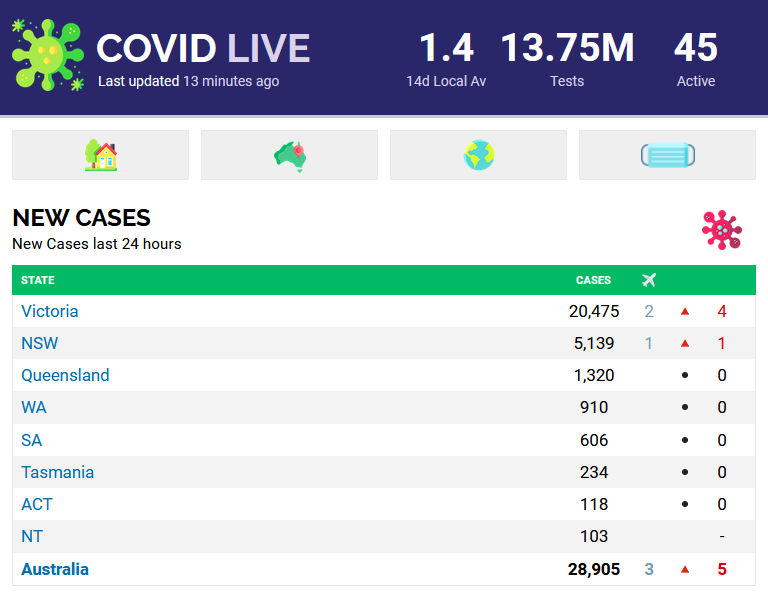 COVID LIVE
Last updated 13 minutes ago
1.4 13.75M 45
14d Local Av Tests Active
NEW CASES
New Cases last 24 hours
STATE CASES
Victoria 20,475 2 ▲ 4
NSW 5,139 1 ▲ 1
Queensland 1,320 • 0
WA 910 • 0
SA 606 • 0
Tasmania 234 • 0
ACT 118 • 0
NT 103 -
Australia 28,905 3 ▲ 5